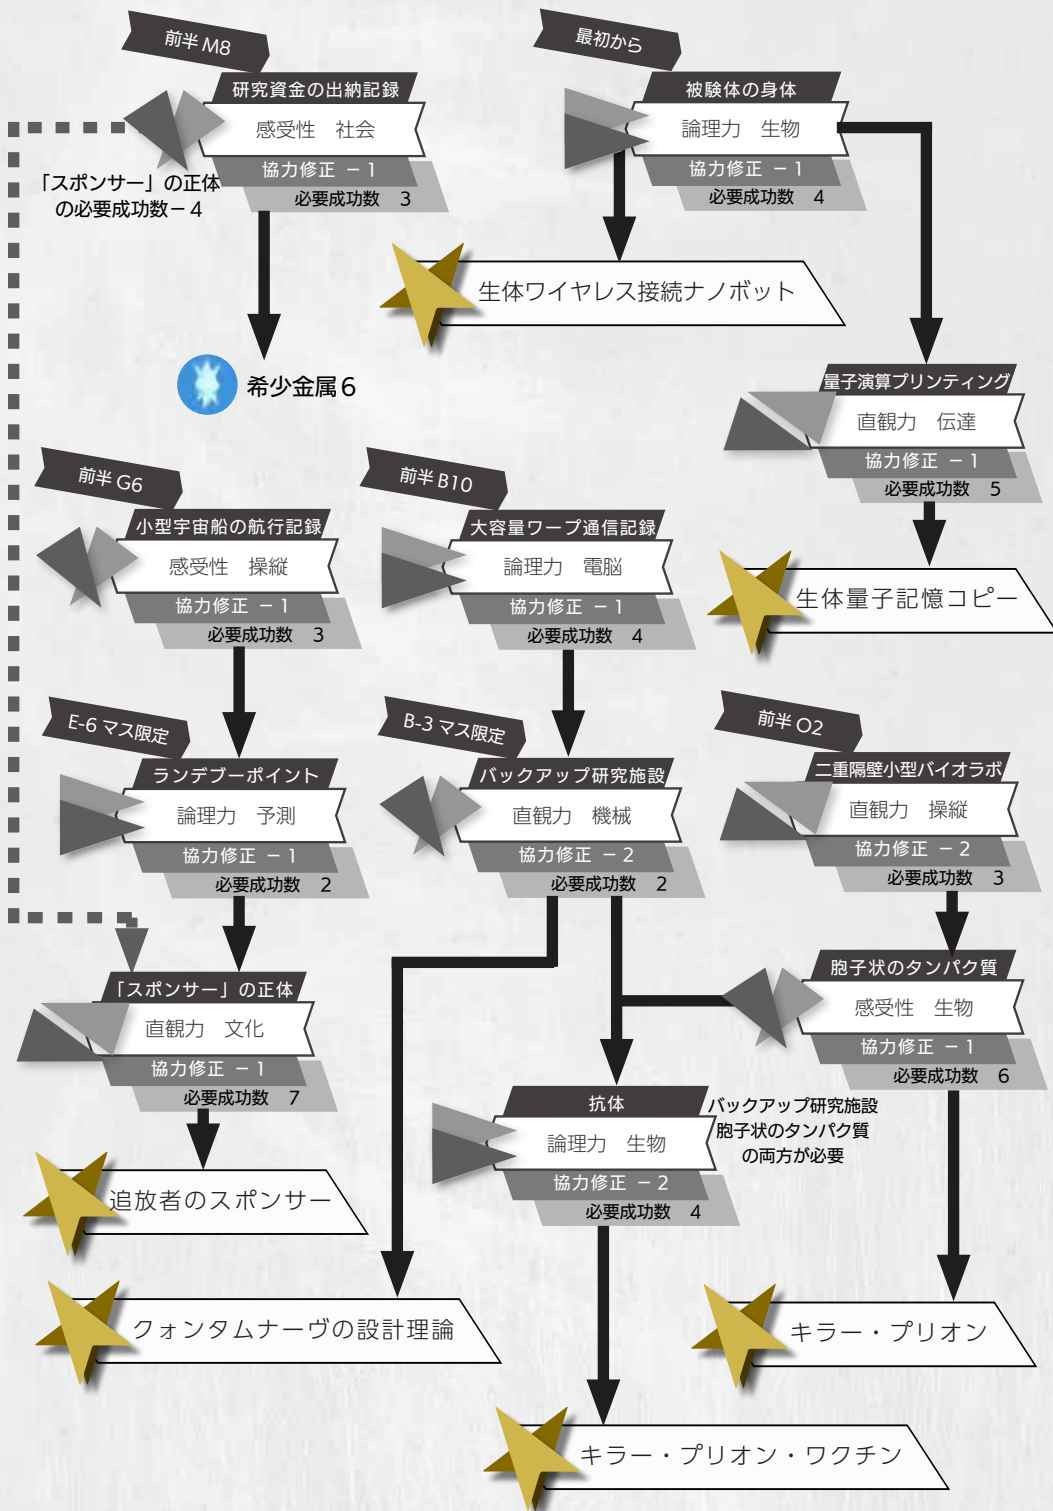 前半 M8
研究資金の出納記録
感受性　社会
協力修正 －1
必要成功数　3
「スポンサー」の正体
の必要成功数－4
希少金属6
最初から
被験体の身体
論理力　生物
協力修正 －1
必要成功数　4
生体ワイヤレス接続ナノボット
量子演算プリンティング
直観力　伝達
協力修正 －1
必要成功数　5
生体量子記憶コピー
前半 G6
小型宇宙船の航行記録
感受性　操縦
協力修正 －1
必要成功数　3
前半 B10
大容量ワープ通信記録
論理力　電脳
協力修正 －1
必要成功数　4
E-6 マス限定
ランデブーポイント
論理力　予測
協力修正 －1
必要成功数　2
B-3 マス限定
バックアップ研究施設
直観力　機械
協力修正 －2
必要成功数　2
前半 O2
二重隔壁小型バイオラボ
直観力　操縦
協力修正 －2
必要成功数　3
「スポンサー」の正体
直観力　文化
協力修正 －1
必要成功数　7
胞子状のタンパク質
感受性　生物
協力修正 －1
必要成功数　6
抗体
論理力　生物
協力修正 －2
必要成功数　4
バックアップ研究施設
胞子状のタンパク質
の両方が必要
追放者のスポンサー
クォンタムナーヴの設計理論
キラー・プリオン
キラー・プリオン・ワクチン